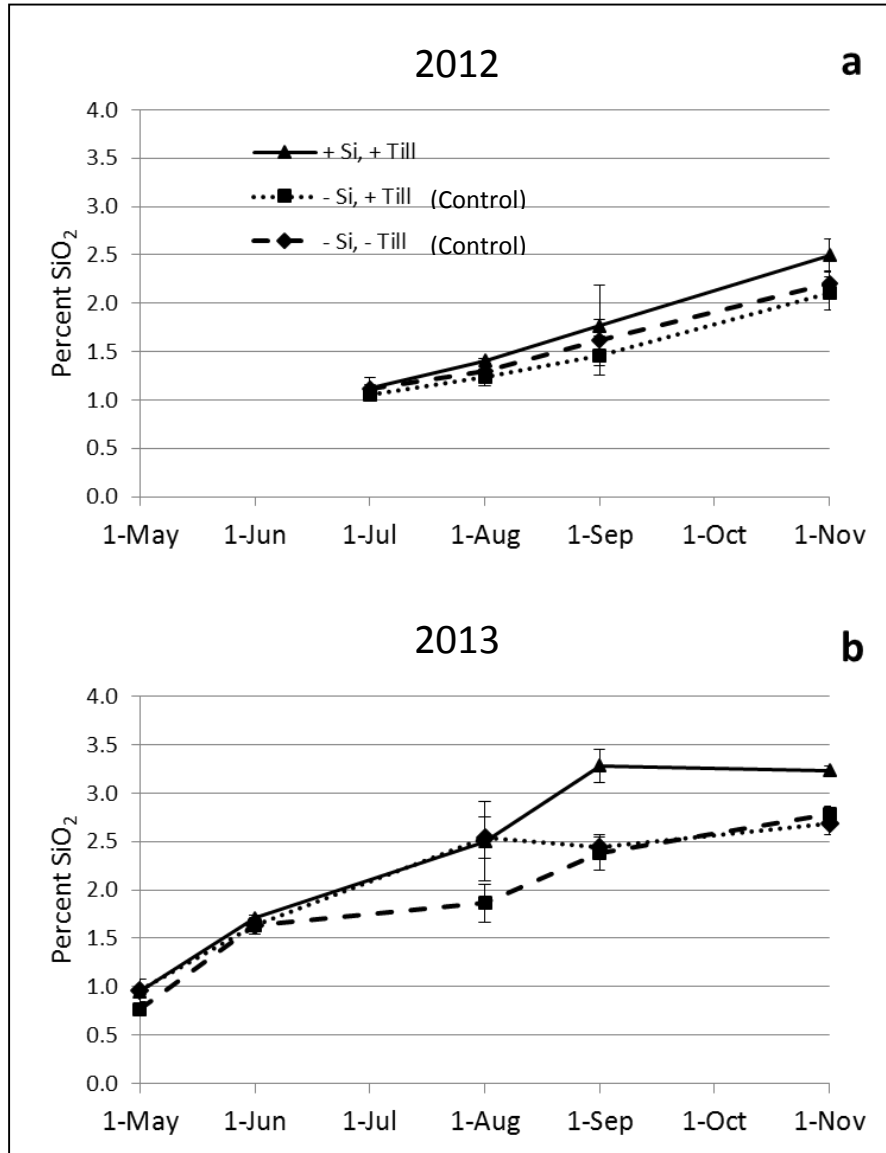 2012
a
4.0
3.5
3.0
2.5
2.0
1.5
1.0
0.5
0.0
Percent SiO₂
+ Si, + Till
- Si, + Till (Control)
- Si, - Till (Control)
1-May 1-Jun 1-Jul 1-Aug 1-Sep 1-Oct 1-Nov
2013
b
4.0
3.5
3.0
2.5
2.0
1.5
1.0
0.5
0.0
Percent SiO₂
1-May 1-Jun 1-Jul 1-Aug 1-Sep 1-Oct 1-Nov